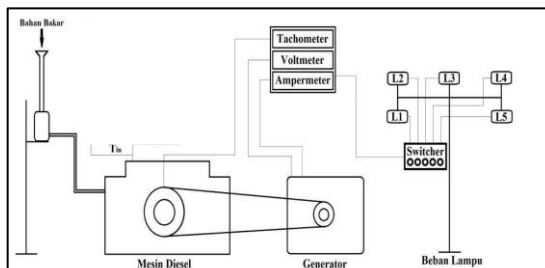 Bahan Bakar
Tachometer
Voltmeter
Ampermeter
L2
L3
L4
L1
L5
Switcher
Tin
Mesin Diesel
Generator
Beban Lampu